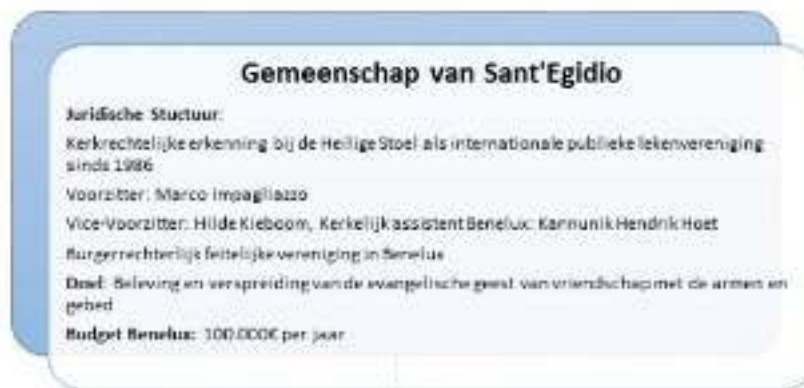 Gemeenschap van Sant'Egidio
Juridische Stuctuur:
Kerkrechtelijke erkenning bij de Heilige Stoel als internationale publieke lekenvereniging
sinds 1986
Voorzitter: Marco Impagliazzo
Vice-Voorzitter: Hilde Kieboom, Kerkelijk assistent Benelux: Kannunik Hendrik Hoet
Burgerrechterlijk feitelijke vereniging in Benelux
Doel: Beleving en verspreiding van de evangelische geest van vriendschap met de armen en
gebed
Budget Benelux: 100.000€ per jaar